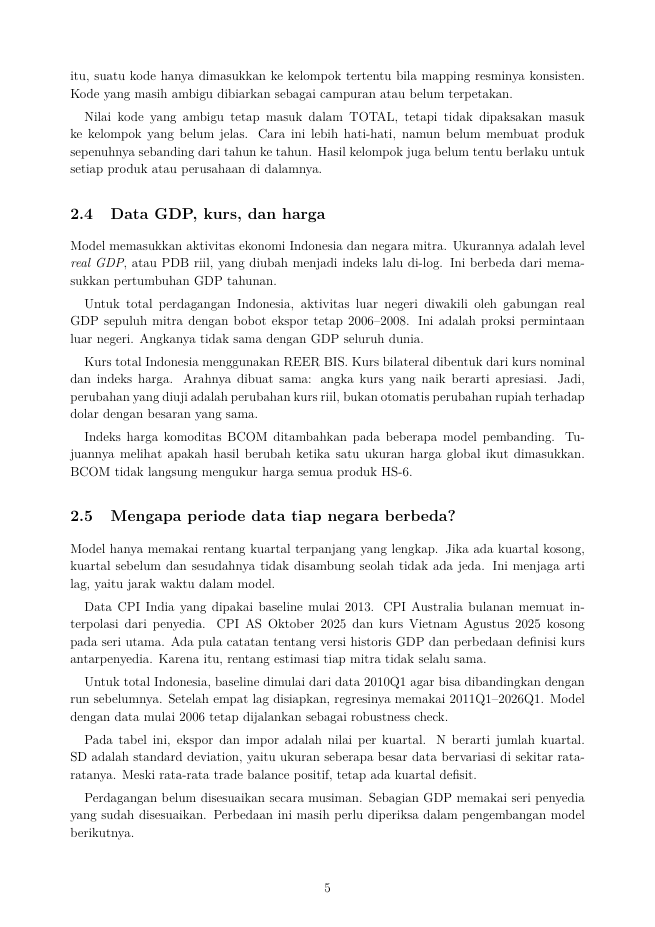 itu, suatu kode hanya dimasukkan ke kelompok tertentu bila mapping resminya konsisten.
Kode yang masih ambigu dibiarkan sebagai campuran atau belum terpetakan.
Nilai kode yang ambigu tetap masuk dalam TOTAL, tetapi tidak dipaksakan masuk
ke kelompok yang belum jelas. Cara ini lebih hati-hati, namun belum membuat produk
sepenuhnya sebanding dari tahun ke tahun. Hasil kelompok juga belum tentu berlaku untuk
setiap produk atau perusahaan di dalamnya.
2.4 Data GDP, kurs, dan harga
Model memasukkan aktivitas ekonomi Indonesia dan negara mitra. Ukurannya adalah level
real GDP, atau PDB riil, yang diubah menjadi indeks lalu di-log. Ini berbeda dari mema-
sukkan pertumbuhan GDP tahunan.
Untuk total perdagangan Indonesia, aktivitas luar negeri diwakili oleh gabungan real
GDP sepuluh mitra dengan bobot ekspor tetap 2006–2008. Ini adalah proksi permintaan
luar negeri. Angkanya tidak sama dengan GDP seluruh dunia.
Kurs total Indonesia menggunakan REER BIS. Kurs bilateral dibentuk dari kurs nominal
dan indeks harga. Arahnya dibuat sama: angka kurs yang naik berarti apresiasi. Jadi,
perubahan yang diuji adalah perubahan kurs riil, bukan otomatis perubahan rupiah terhadap
dolar dengan besaran yang sama.
Indeks harga komoditas BCOM ditambahkan pada beberapa model pembanding. Tu-
juannya melihat apakah hasil berubah ketika satu ukuran harga global ikut dimasukkan.
BCOM tidak langsung mengukur harga semua produk HS-6.
2.5 Mengapa periode data tiap negara berbeda?
Model hanya memakai rentang kuartal terpanjang yang lengkap. Jika ada kuartal kosong,
kuartal sebelum dan sesudahnya tidak disambung seolah tidak ada jeda. Ini menjaga arti
lag, yaitu jarak waktu dalam model.
Data CPI India yang dipakai baseline mulai 2013. CPI Australia bulanan memuat in-
terpolasi dari penyedia. CPI AS Oktober 2025 dan kurs Vietnam Agustus 2025 kosong
pada seri utama. Ada pula catatan tentang versi historis GDP dan perbedaan definisi kurs
antarpenyedia. Karena itu, rentang estimasi tiap mitra tidak selalu sama.
Untuk total Indonesia, baseline dimulai dari data 2010Q1 agar bisa dibandingkan dengan
run sebelumnya. Setelah empat lag disiapkan, regresinya memakai 2011Q1–2026Q1. Model
dengan data mulai 2006 tetap dijalankan sebagai robustness check.
Pada tabel ini, ekspor dan impor adalah nilai per kuartal. N berarti jumlah kuartal.
SD adalah standard deviation, yaitu ukuran seberapa besar data bervariasi di sekitar rata-
ratanya. Meski rata-rata trade balance positif, tetap ada kuartal defisit.
Perdagangan belum disesuaikan secara musiman. Sebagian GDP memakai seri penyedia
yang sudah disesuaikan. Perbedaan ini masih perlu diperiksa dalam pengembangan model
berikutnya.
5